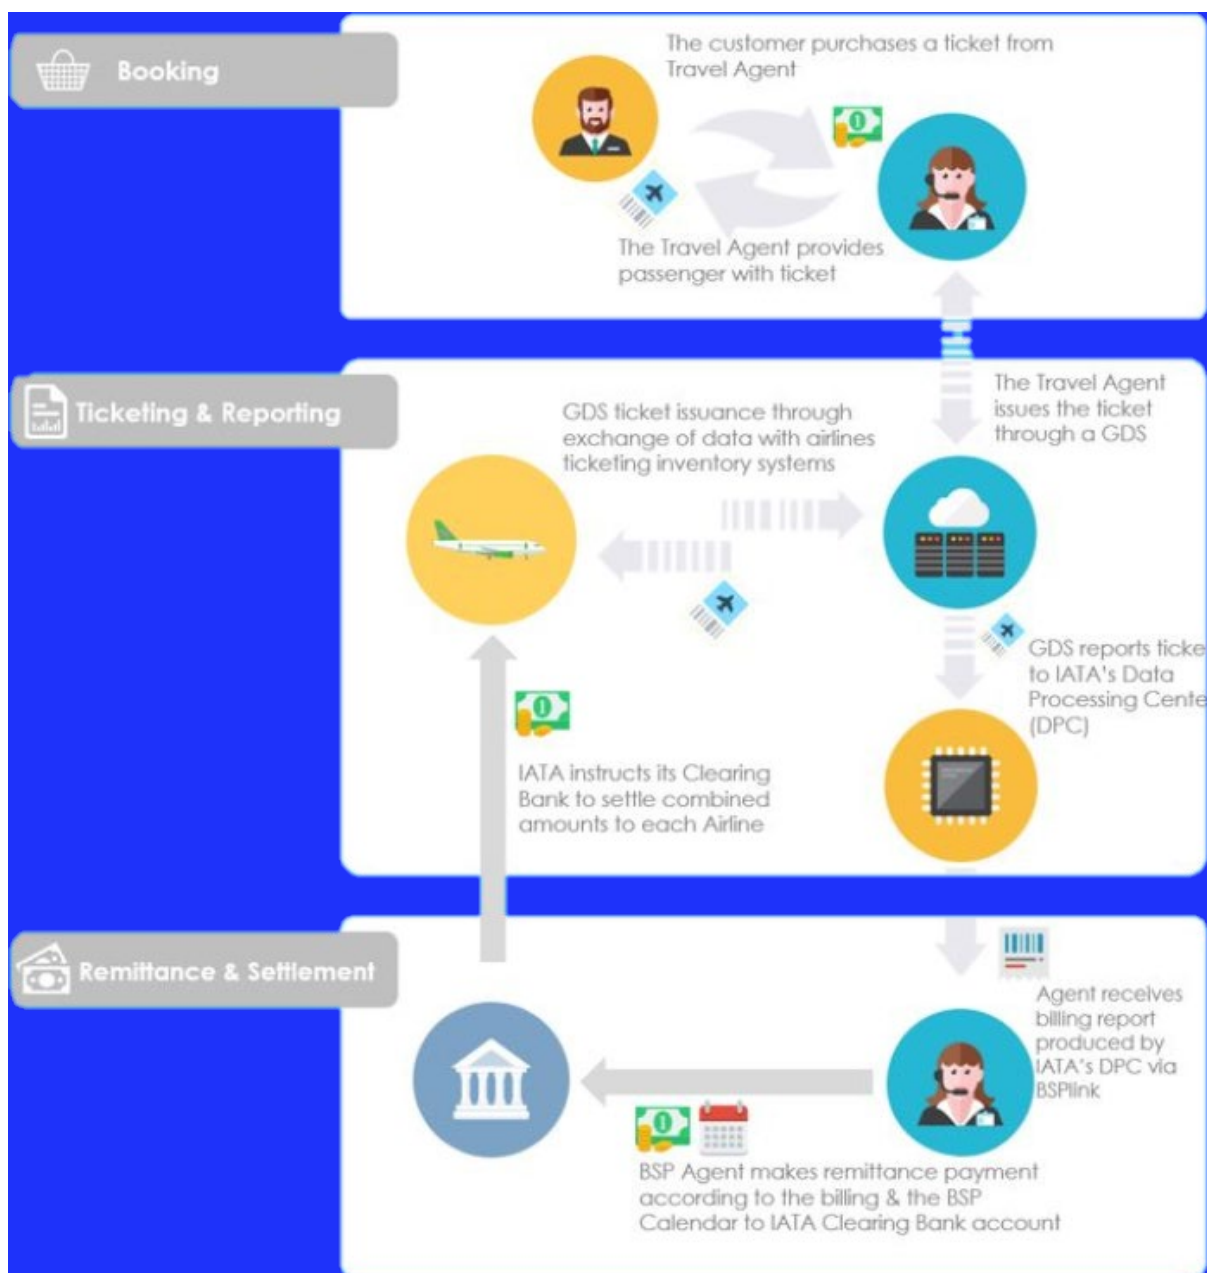 Booking
The customer purchases a ticket from
Travel Agent
The Travel Agent provides
passenger with ticket
Ticketing & Reporting
GDS ticket issuance through
exchange of data with airlines
ticketing inventory systems
The Travel Agent
issues the ticket
through a GDS
GDS reports ticke
to IATA's Data
Processing Cente
(DPC)
IATA instructs its Clearing
Bank to settle combined
amounts to each Airline
Remittance & Settlement
Agent receives
billing report
produced by
IATA's DPC via
BSPlink
BSP Agent makes remittance payment
according to the billing & the BSP
Calendar to IATA Clearing Bank account